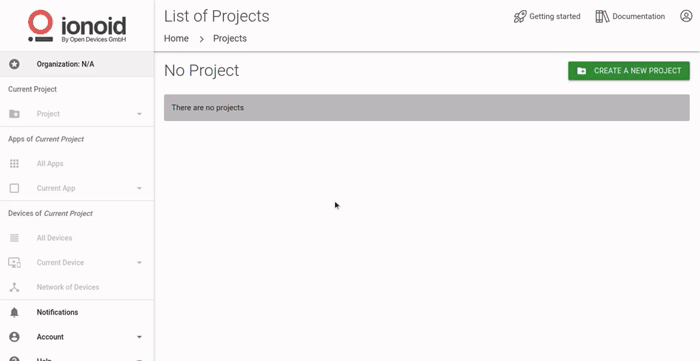 ionoid
By Open Devices GmbH
Organization: N/A
Current Project
Project
Apps of Current Project
All Apps
Current App
Devices of Current Project
All Devices
Current Device
Network of Devices
Notifications
Account
Help
List of Projects
Getting started
Documentation
Home > Projects
No Project
CREATE A NEW PROJECT
There are no projects